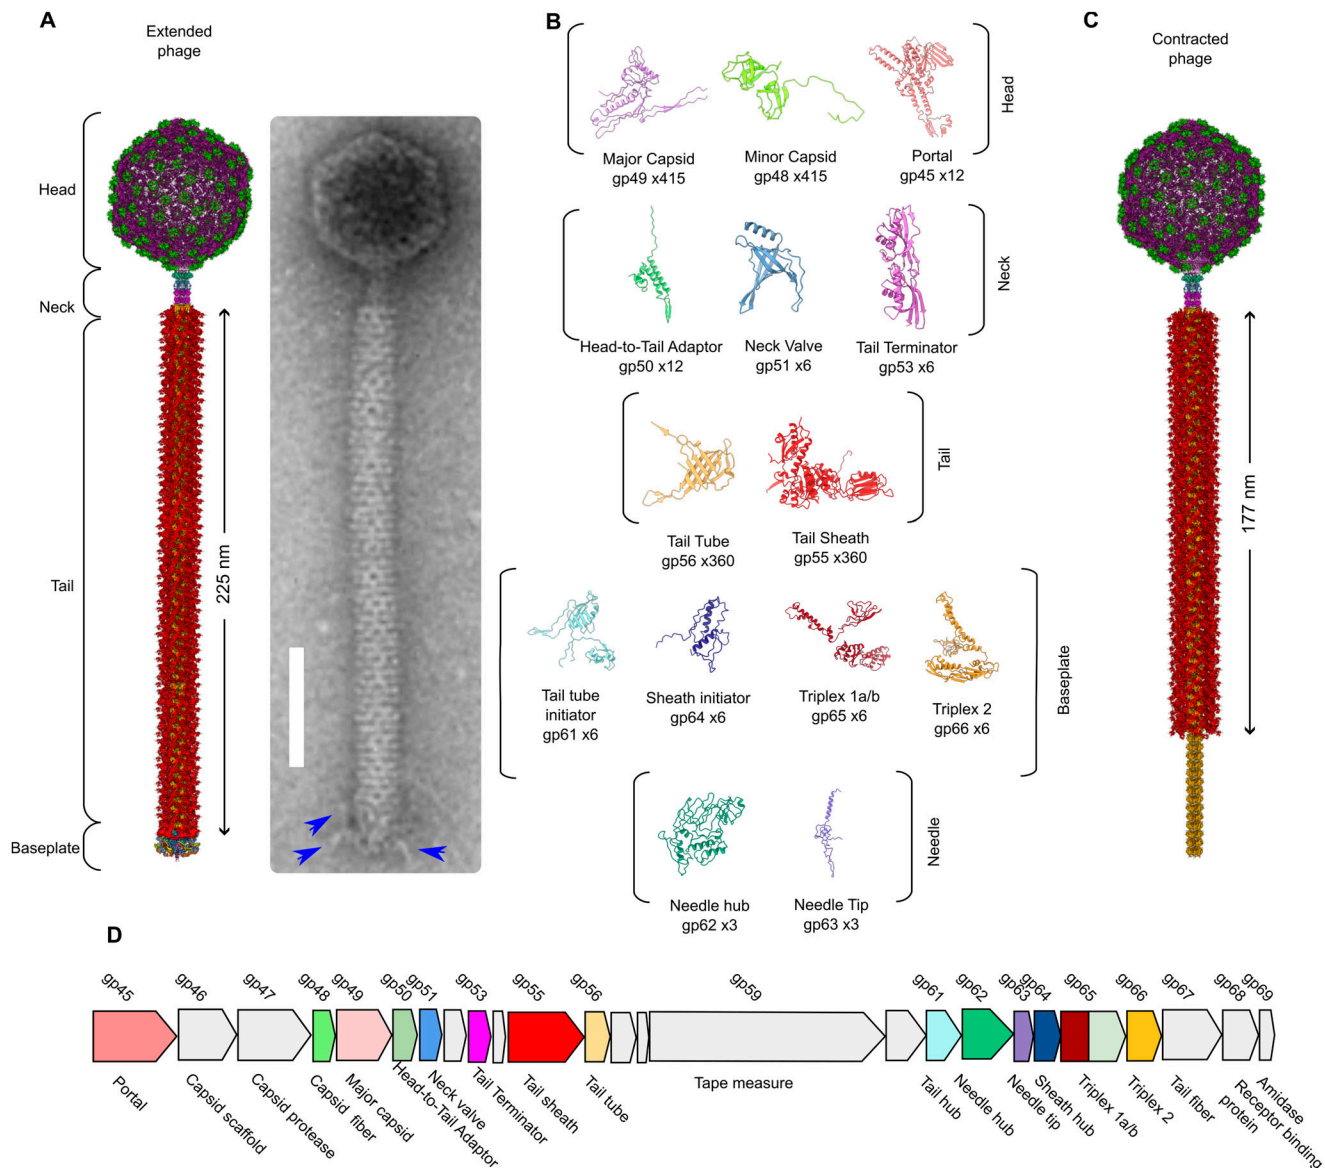 A
Extended
phage
Head
Neck
Tail
Baseplate
225 nm
B
Head
Major Capsid
gp49 x415
Minor Capsid
gp48 x415
Portal
gp45 x12
Neck
Head-to-Tail Adaptor
gp50 x12
Neck Valve
gp51 x6
Tail Terminator
gp53 x6
Tail
Tail Tube
gp56 x360
Tail Sheath
gp55 x360
Baseplate
Tail tube
initiator
gp61 x6
Sheath initiator
gp64 x6
Triplex 1a/b
gp65 x6
Triplex 2
gp66 x6
Needle
Needle hub
gp62 x3
Needle Tip
gp63 x3
C
Contracted
phage
177 nm
D
gp45
gp46
gp47
gp48
gp49
gp50
gp51
gp53
gp55
gp56
gp59
gp61
gp62
gp63
gp64
gp65
gp66
gp67
gp68
gp69
Portal
Capsid scaffold
Capsid protease
Capsid fiber
Major capsid
Head-to-Tail Adaptor
Neck valve
Tail Terminator
Tail sheath
Tail tube
Tape measure
Tail hub
Needle hub
Needle tip
Sheath hub
Triplex 1a/b
Triplex 2
Tail fiber
Receptor binding
protein
Amidase